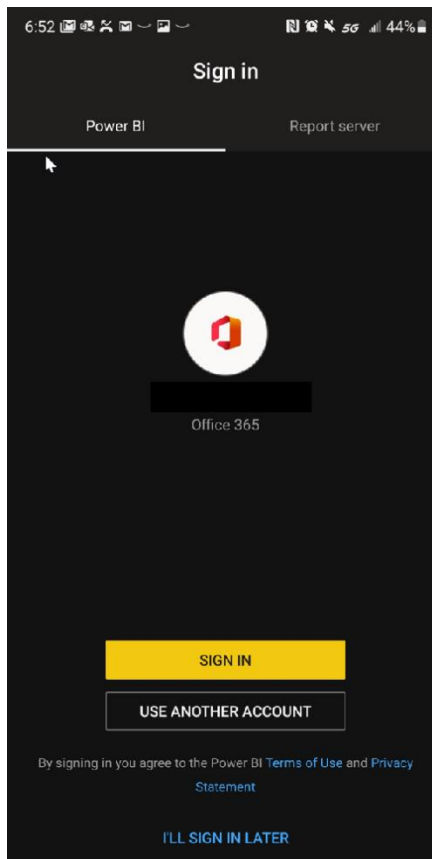 6:52 5G 44%
Sign in
Power BI Report server
Office 365
SIGN IN
USE ANOTHER ACCOUNT
By signing in you agree to the Power BI Terms of Use and Privacy
Statement
I'LL SIGN IN LATER